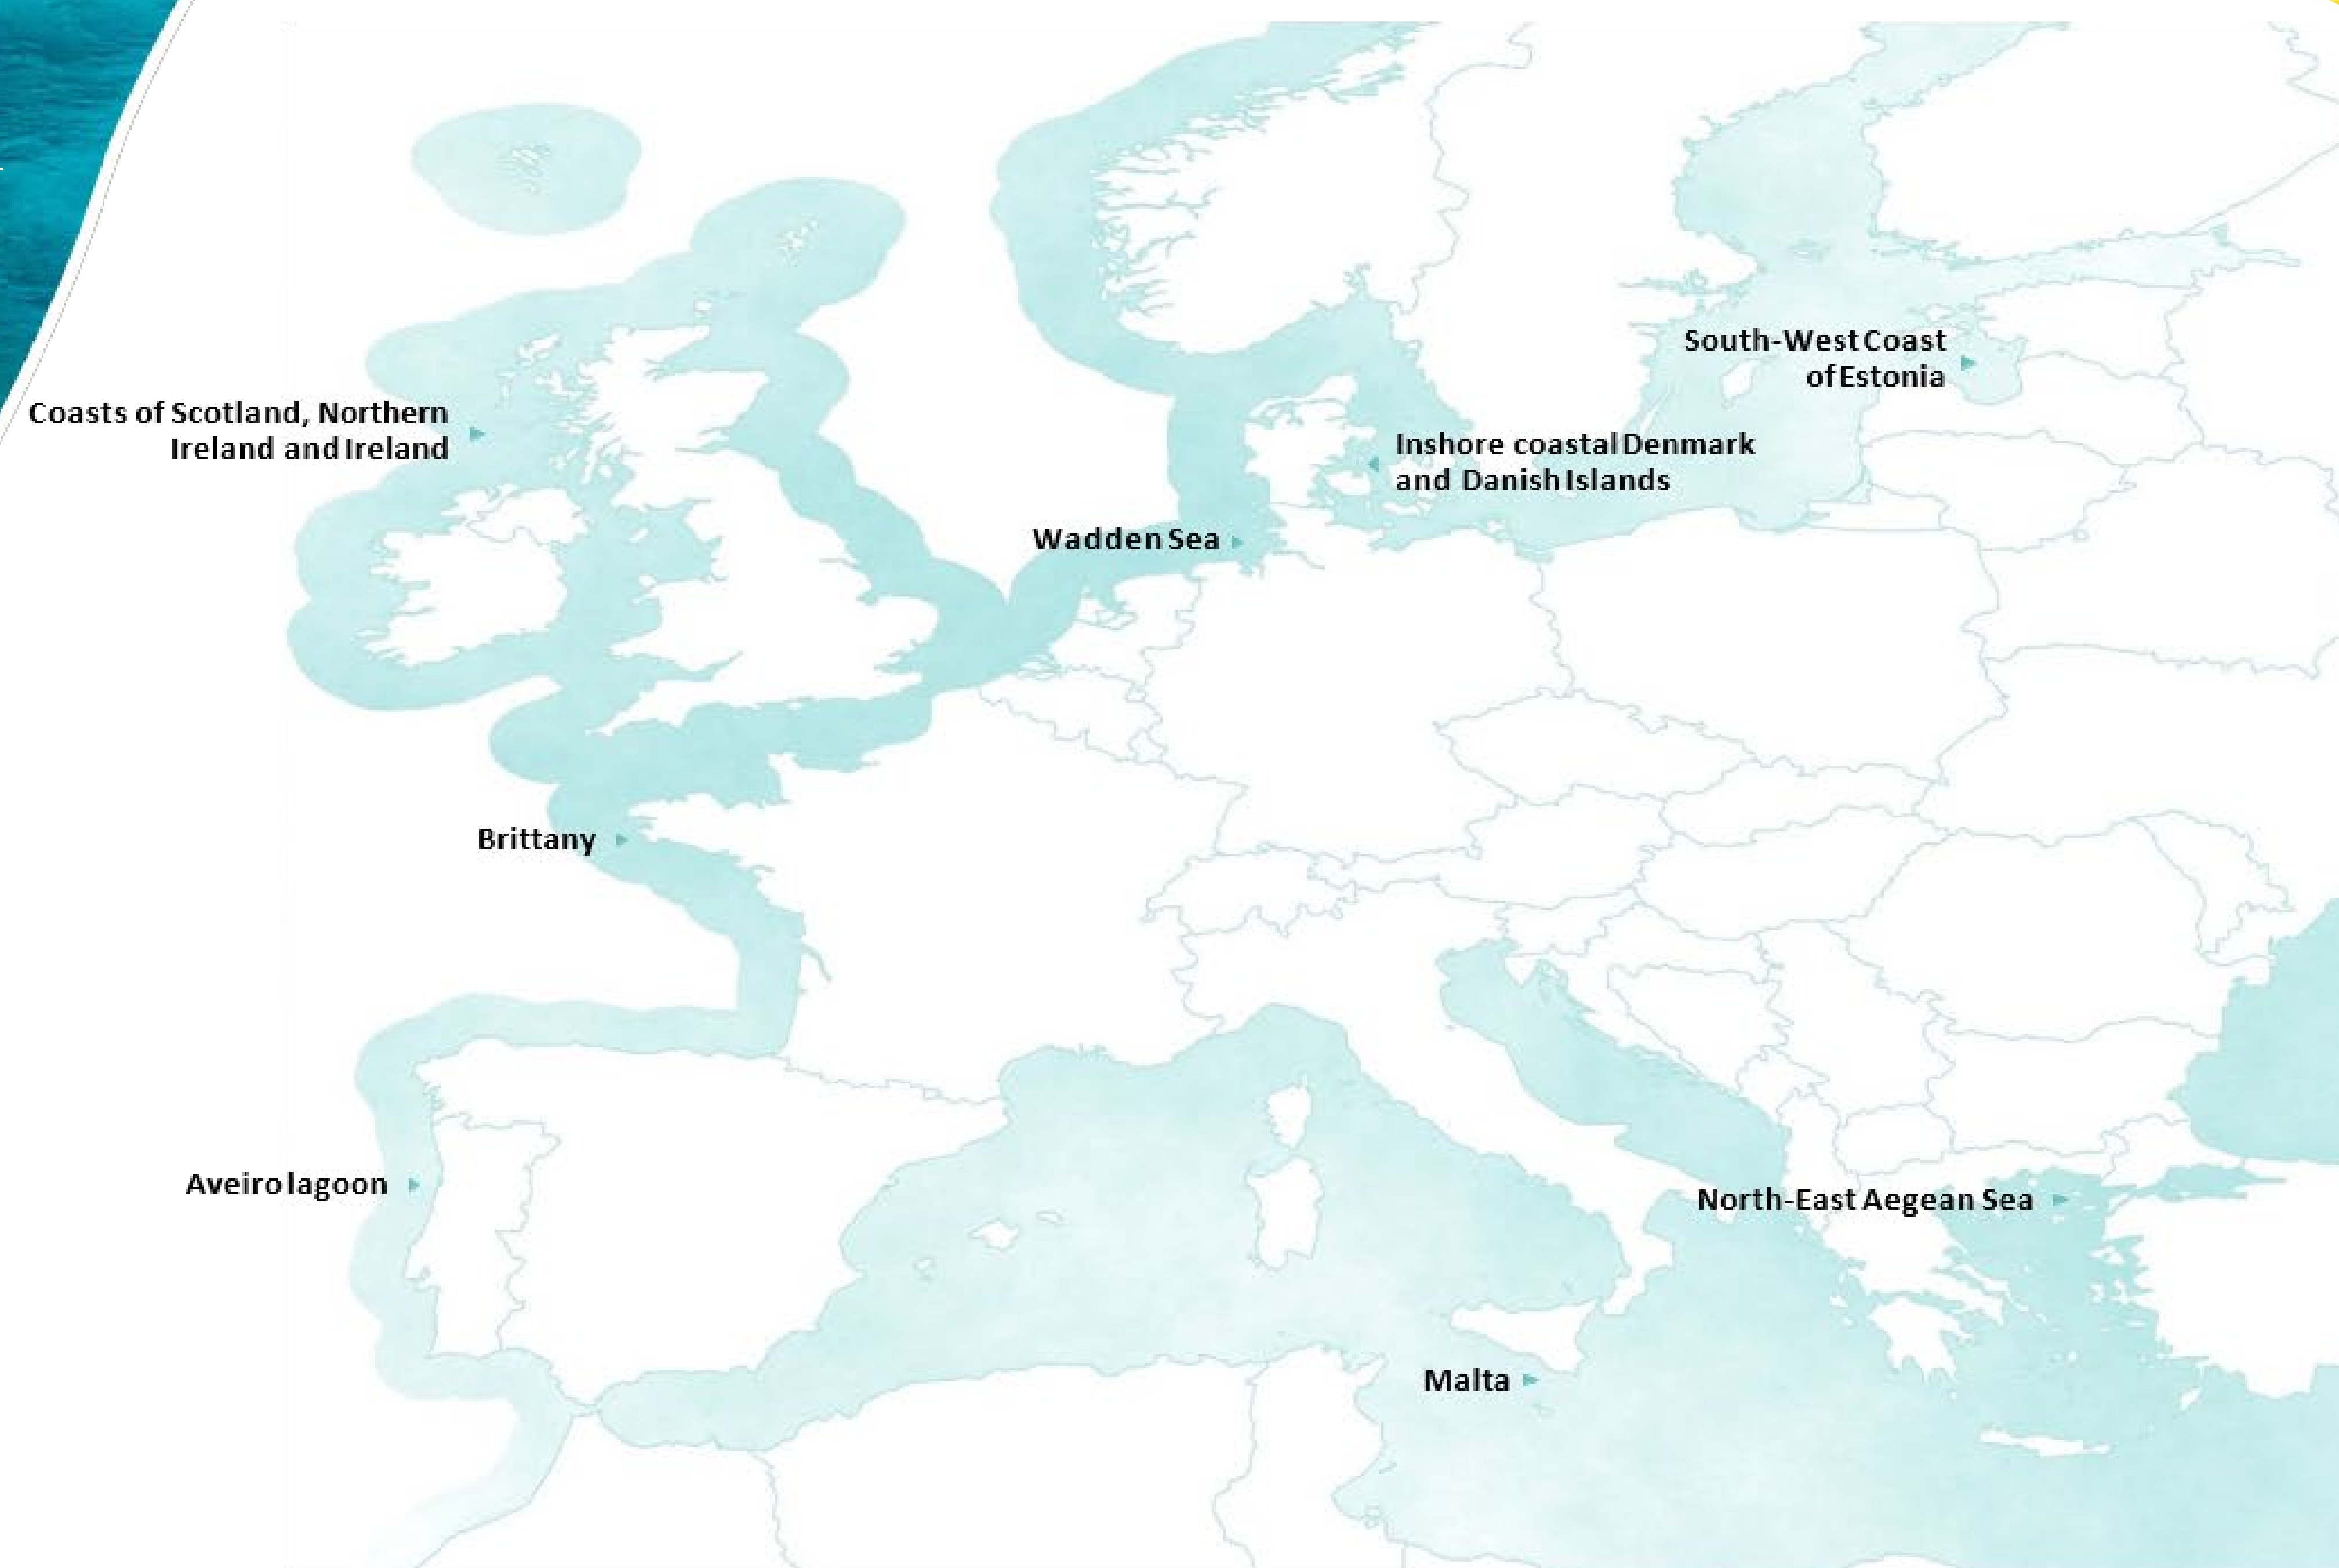 South-West Coast
of Estonia
Coasts of Scotland, Northern
Ireland and Ireland
Inshore coastal Denmark
and Danish Islands
Wadden Sea
Brittany
Aveiro lagoon
North-East Aegean Sea
Malta